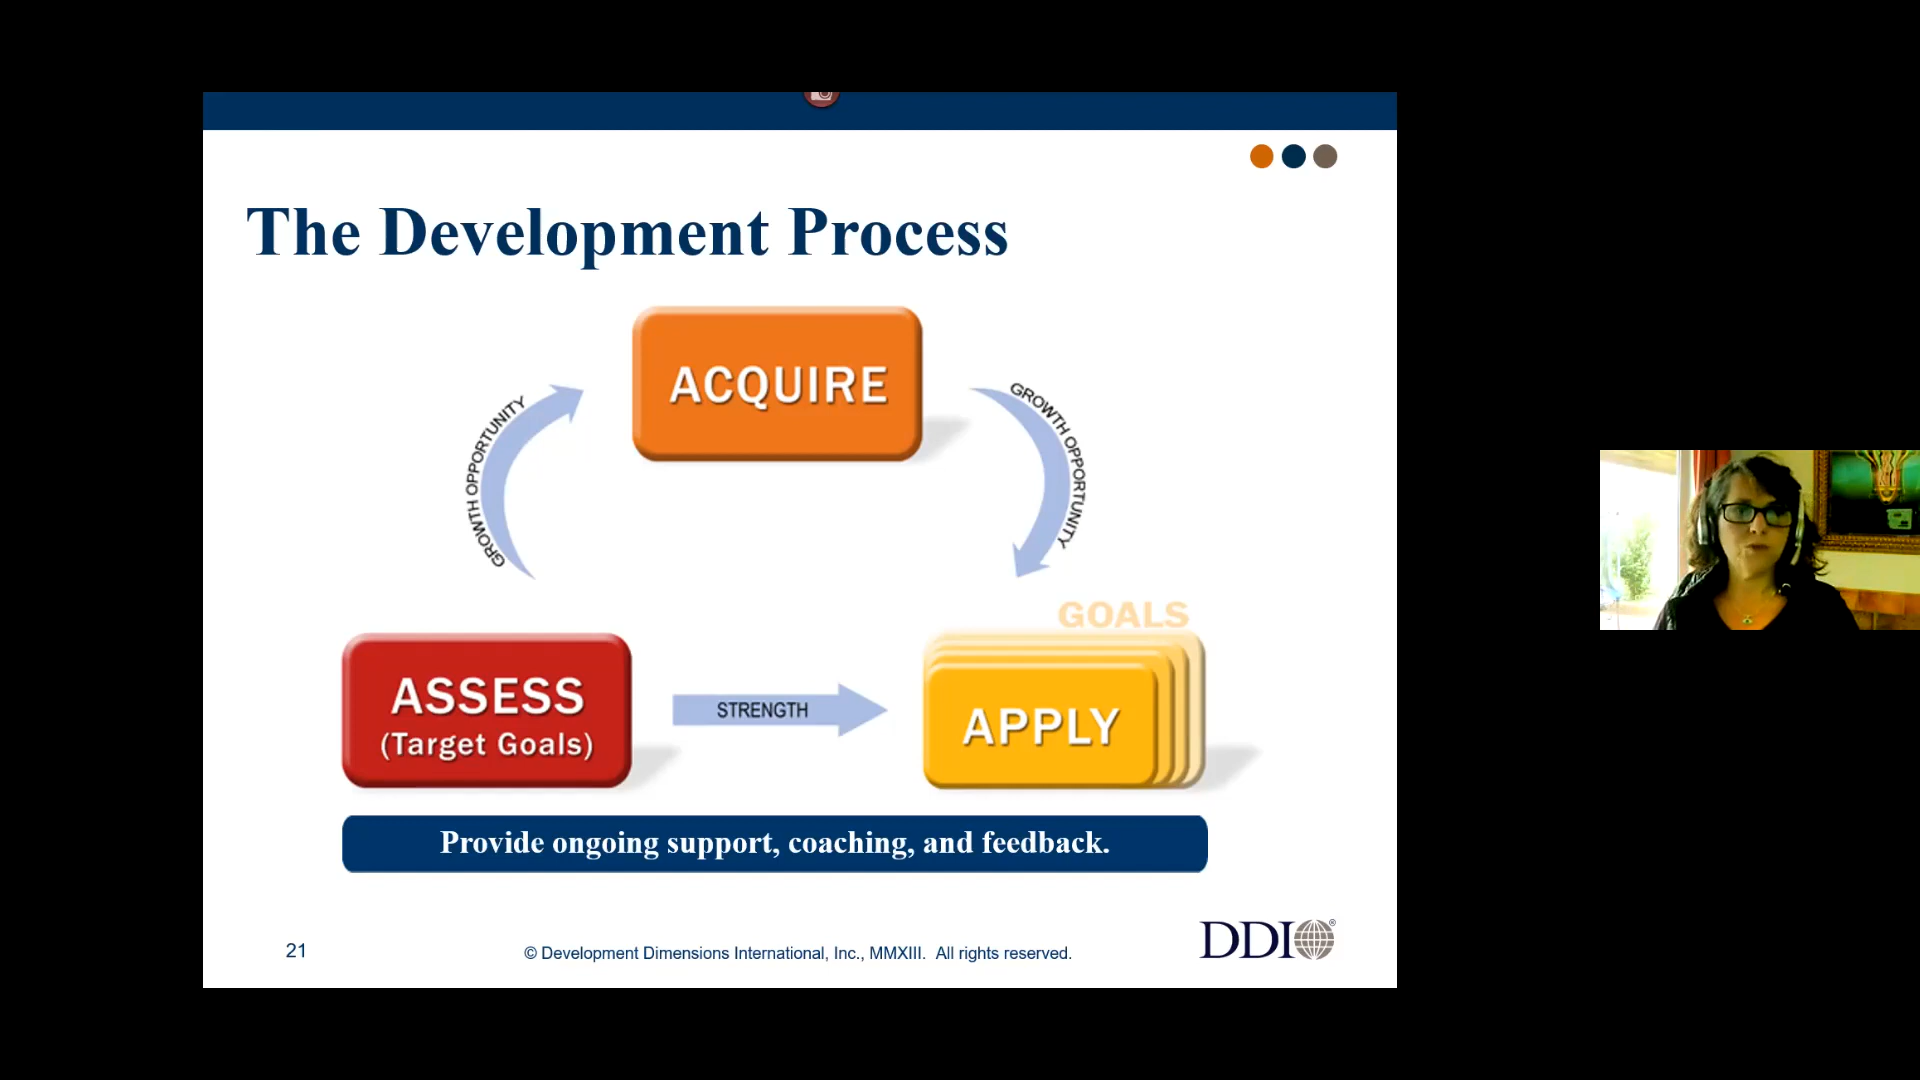 The Development Process
ACQUIRE
GROWTH OPPORTUNITY
GROWTH OPPORTUNITY
GOALS
ASSESS
(Target Goals)
STRENGTH
APPLY
Provide ongoing support, coaching, and feedback.
21
© Development Dimensions International, Inc., MMXIII. All rights reserved.
DDI®